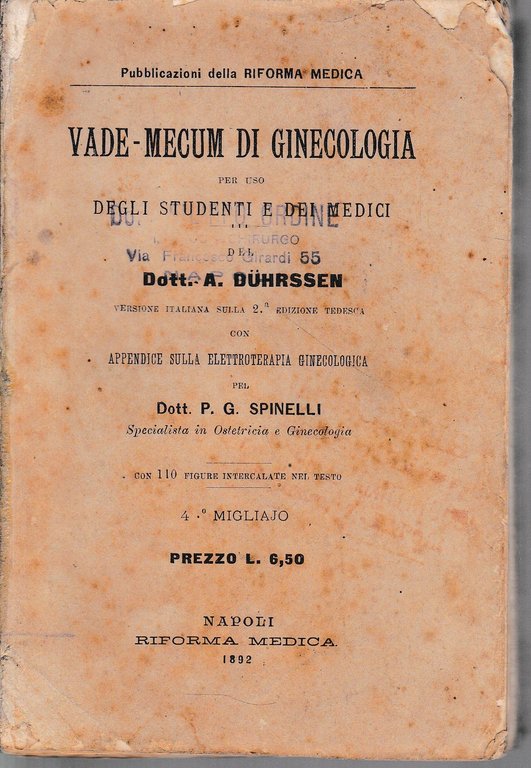 Pubblicazioni della RIFORMA MEDICA
VADE-MECUM DI GINECOLOGIA
PER USO
DEGLI STUDENTI E DEI MEDICI
ORDINE
Via Francesco Girardi 55
DEL
Dott. A. DÜHRSSEN
VERSIONE ITALIANA SULLA 2.ª EDIZIONE TEDESCA
CON
APPENDICE SULLA ELETTROTERAPIA GINECOLOGICA
PEL
Dott. P. G. SPINELLI
Specialista in Ostetricia e Ginecologia
CON 110 FIGURE INTERCALATE NEL TESTO
4.º MIGLIAJO
PREZZO L. 6,50
NAPOLI
RIFORMA MEDICA
1892